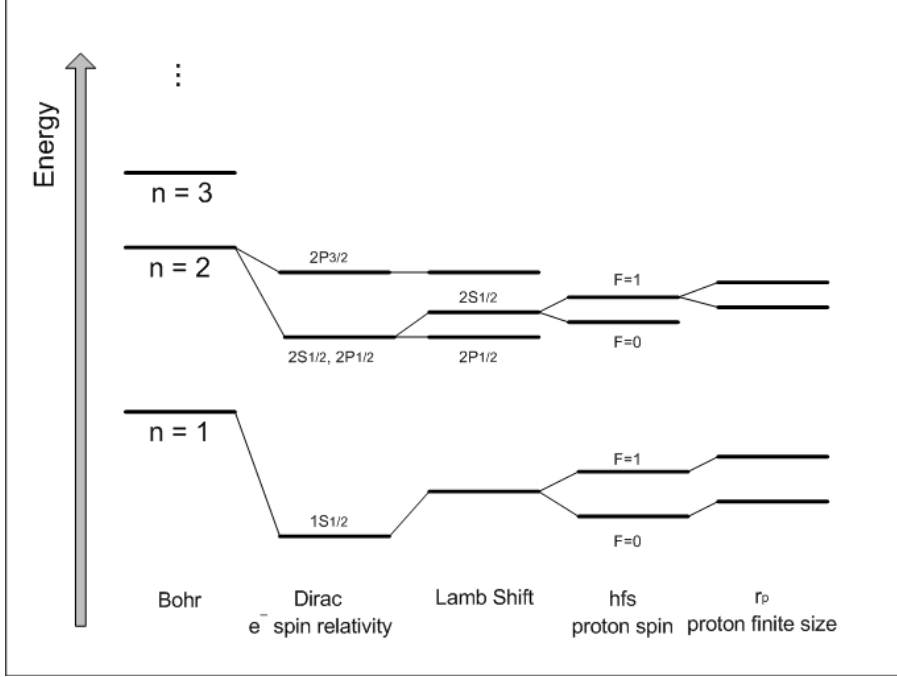 Energy
⋮
n = 3
n = 2
2P3/2
2S1/2
F=1
2S1/2, 2P1/2
2P1/2
F=0
n = 1
F=1
1S1/2
F=0
Bohr
Dirac
e⁻ spin relativity
Lamb Shift
hfs
proton spin
rₚ
proton finite size